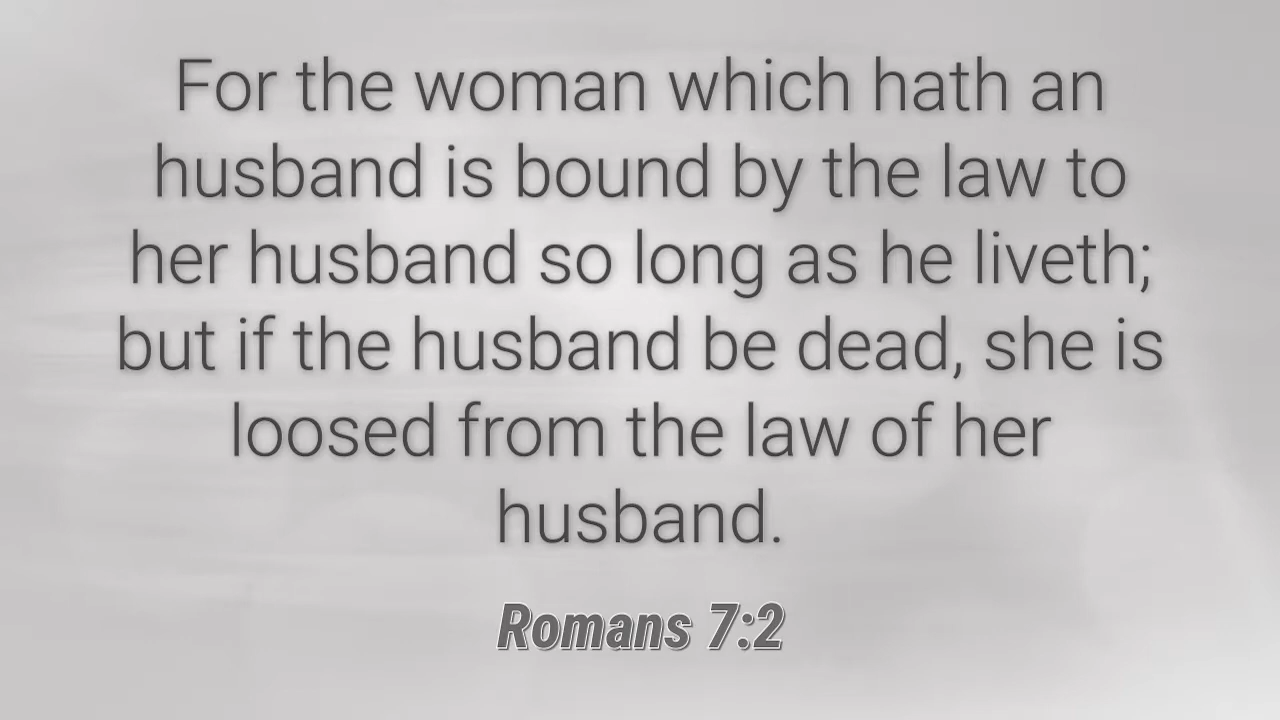 For the woman which hath an
husband is bound by the law to
her husband so long as he liveth;
but if the husband be dead, she is
loosed from the law of her
husband.
Romans 7:2